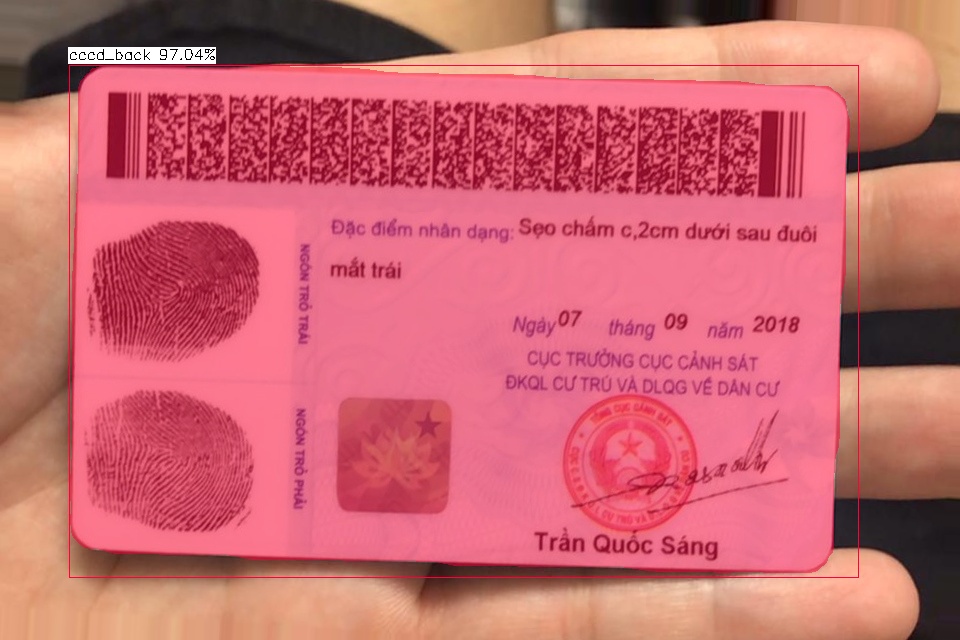 cccd_back 97.04%
Đặc điểm nhân dạng: Sẹo chấm c,2cm dưới sau đuôi
mắt trái
NGÓN TRỎ TRÁI
Ngày 07 tháng 09 năm 2018
CỤC TRƯỞNG CỤC CẢNH SÁT
ĐKQL CƯ TRÚ VÀ DLQG VỀ DÂN CƯ
NGÓN TRỎ PHẢI
TỔNG CỤC CẢNH SÁT
Trần Quốc Sáng